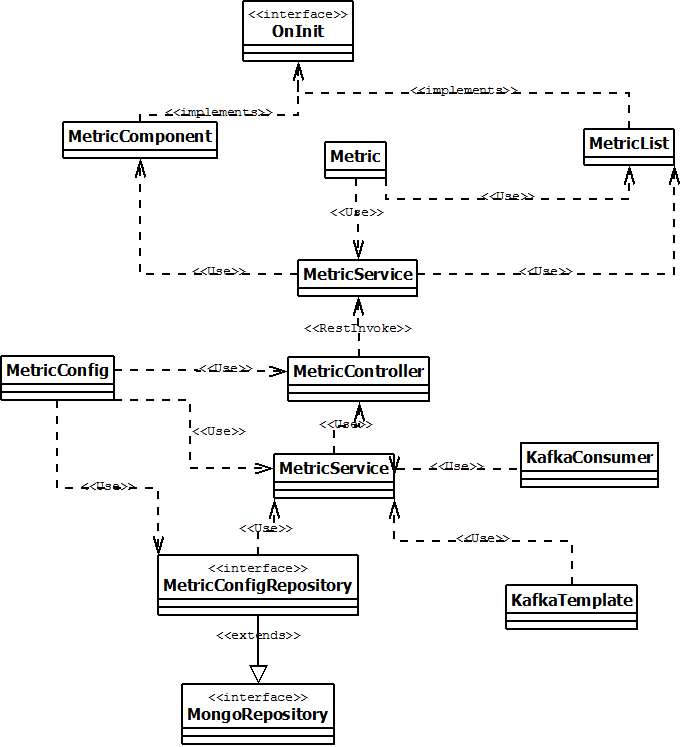 <<interface>>
OnInit
<<implements>>
<<implements>>
MetricComponent
Metric
MetricList
<<Use>>
<<Use>>
MetricService
<<Use>>
<<Use>>
<<RestInvoke>>
MetricConfig
<<Use>>
MetricController
<<Use>>
<<Use>>
MetricService
KafkaConsumer
<<Use>>
<<Use>>
<<Use>>
<<Use>>
<<interface>>
MetricConfigRepository
KafkaTemplate
<<extends>>
<<interface>>
MongoRepository